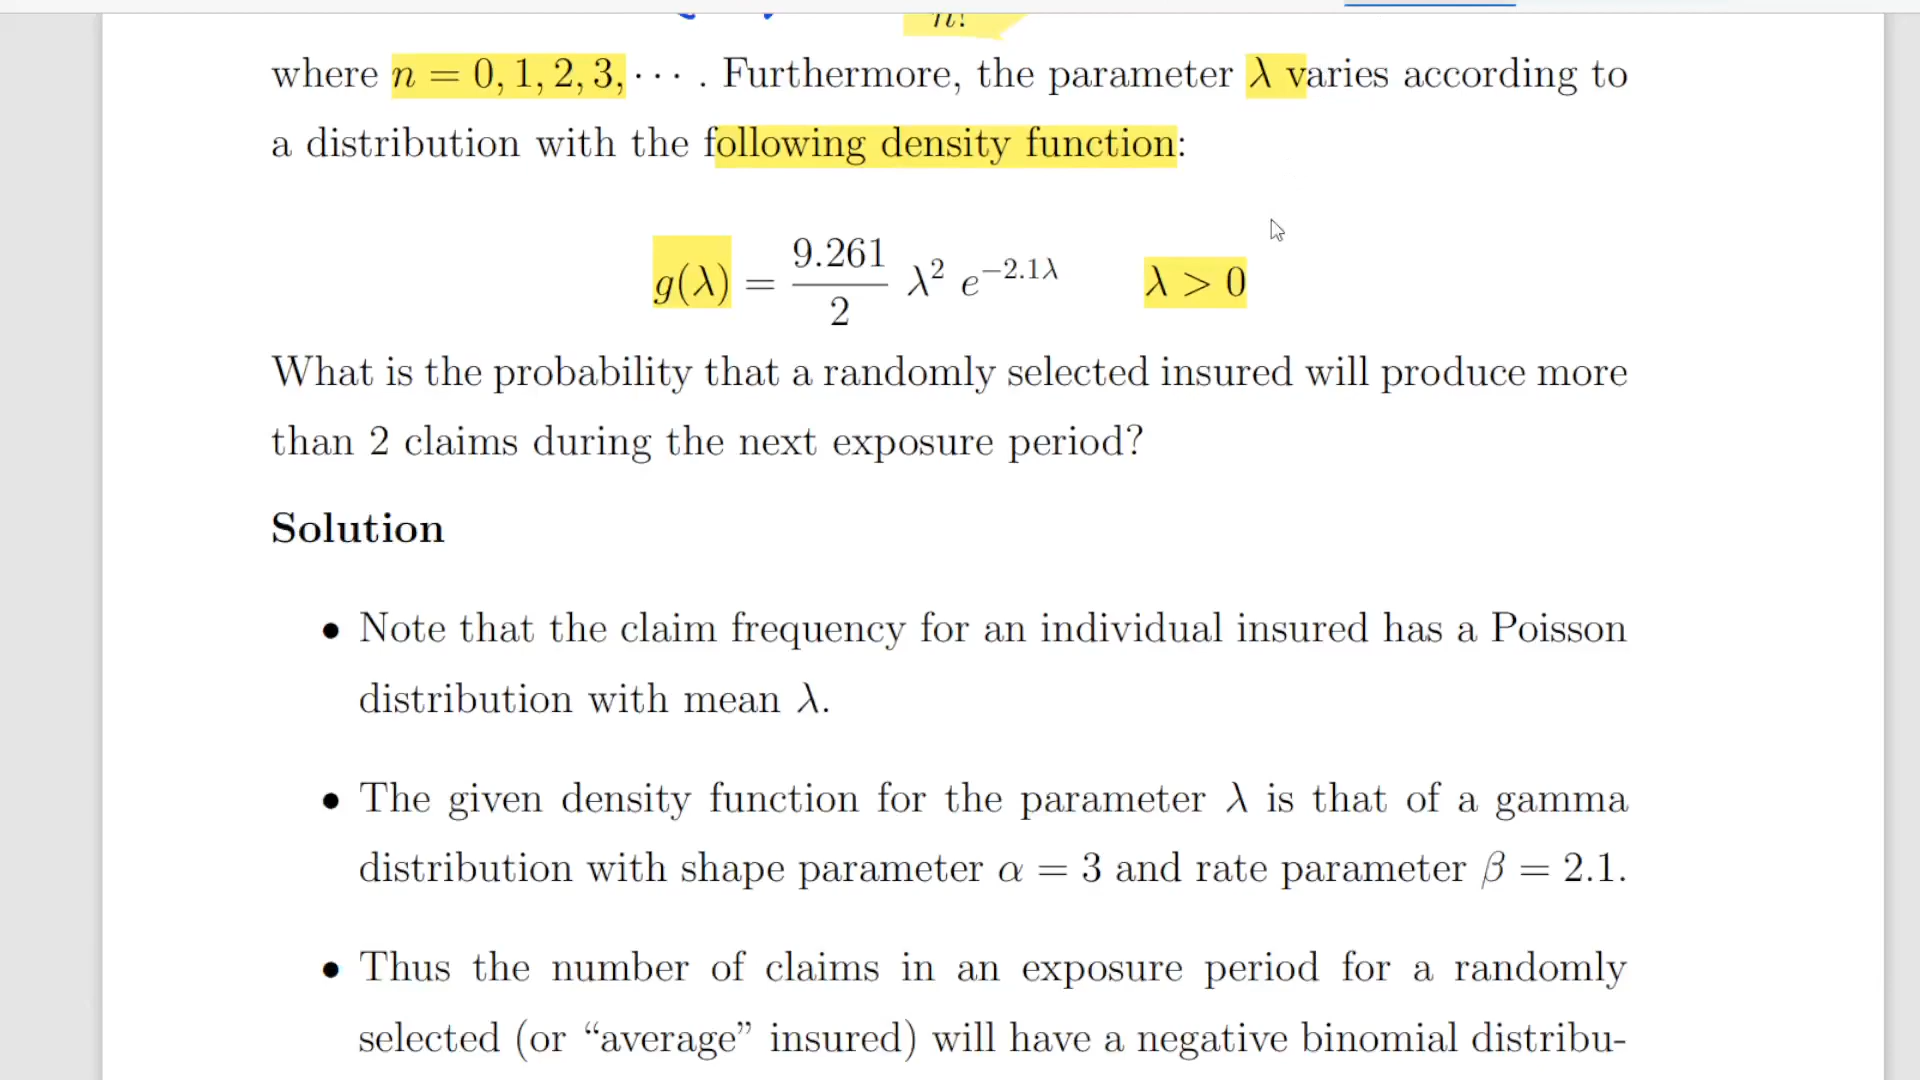 n!
where n = 0, 1, 2, 3, ⋯ . Furthermore, the parameter λ varies according to
a distribution with the following density function:
g(λ) = 9.261/2 λ² e^{−2.1λ} λ > 0
What is the probability that a randomly selected insured will produce more
than 2 claims during the next exposure period?
Solution
• Note that the claim frequency for an individual insured has a Poisson
distribution with mean λ.
• The given density function for the parameter λ is that of a gamma
distribution with shape parameter α = 3 and rate parameter β = 2.1.
• Thus the number of claims in an exposure period for a randomly
selected (or “average” insured) will have a negative binomial distribu-